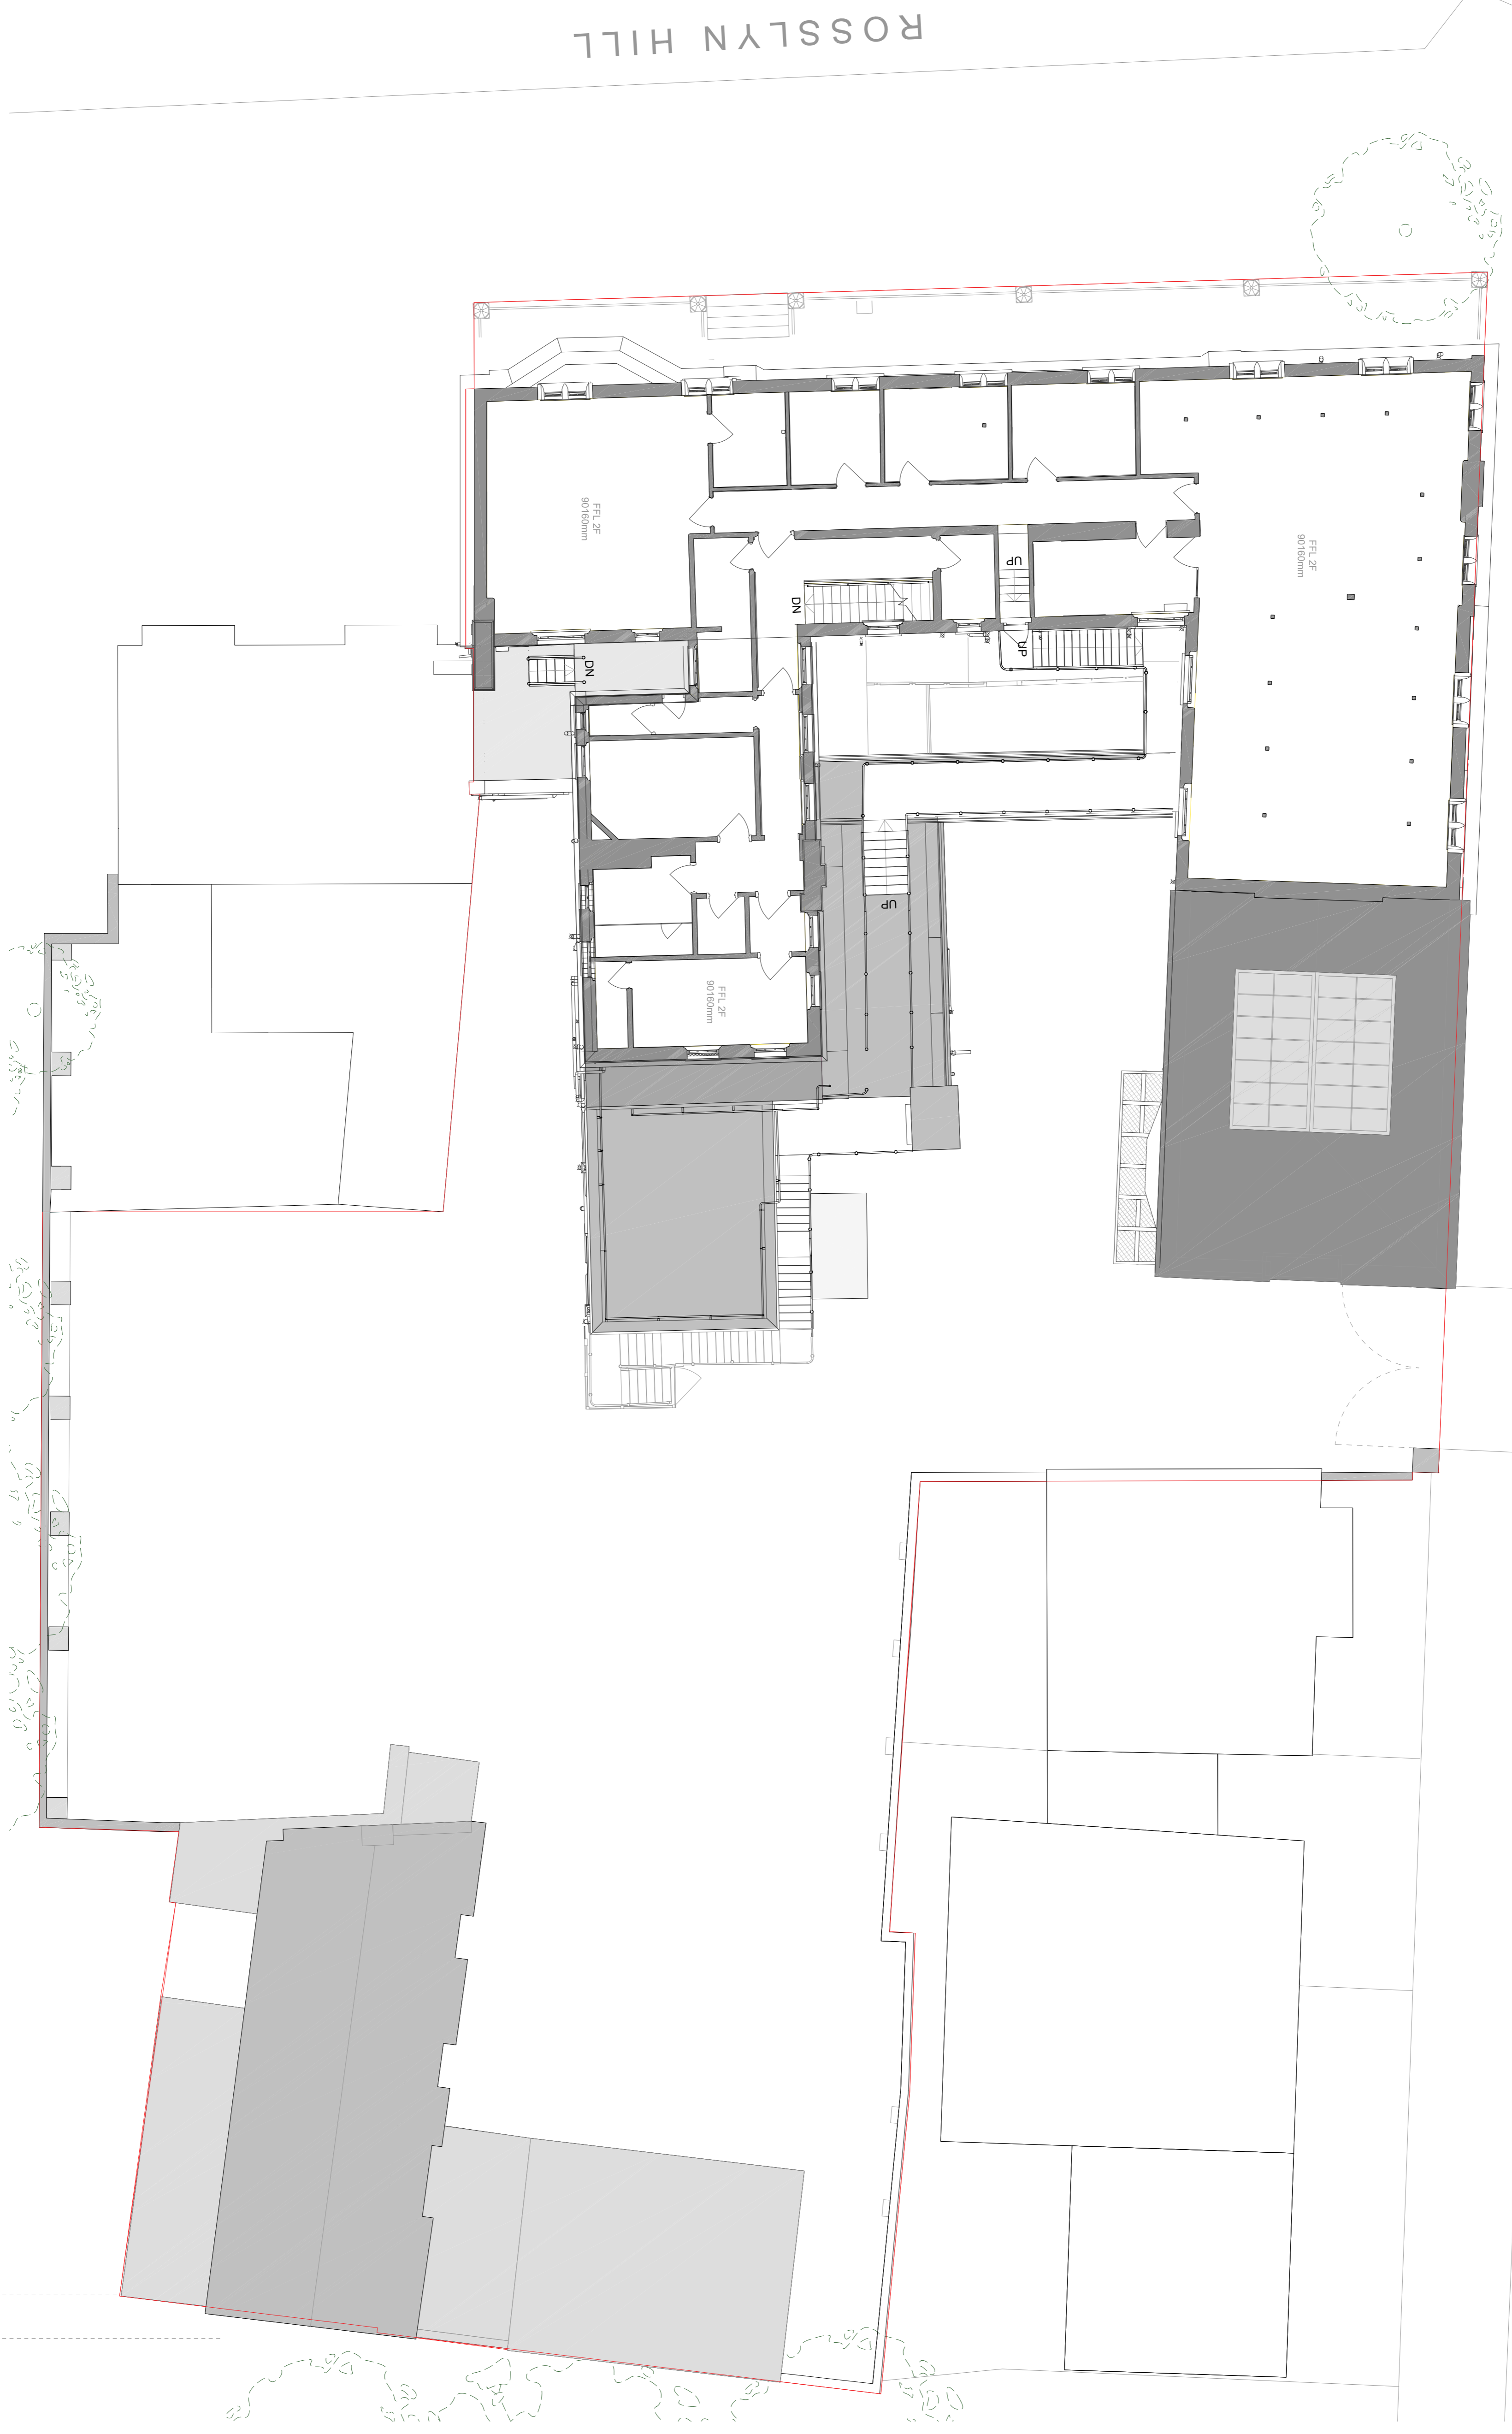 ROSSLYN HILL
FFL 2F
90160mm
FFL 2F
90160mm
UP
DN
UP
DN
UP
FFL 2F
90160mm